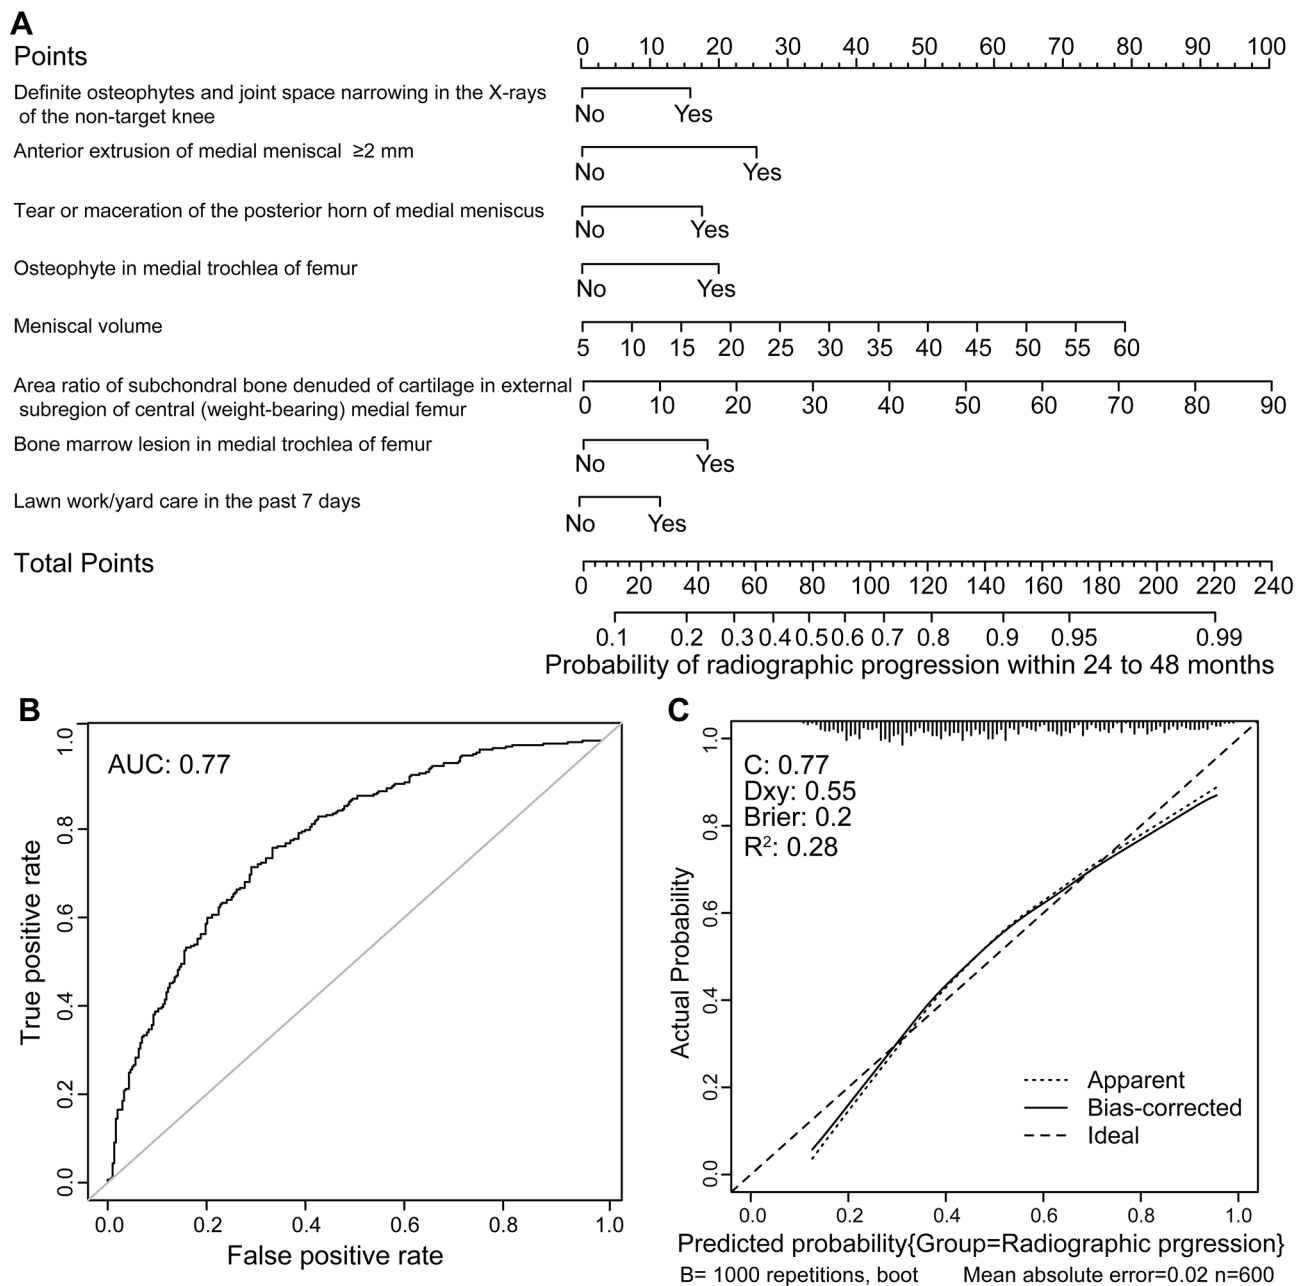 A
Points
0 10 20 30 40 50 60 70 80 90 100
Definite osteophytes and joint space narrowing in the X-rays
of the non-target knee
No Yes
Anterior extrusion of medial meniscal ≥2 mm
No Yes
Tear or maceration of the posterior horn of medial meniscus
No Yes
Osteophyte in medial trochlea of femur
No Yes
Meniscal volume
5 10 15 20 25 30 35 40 45 50 55 60
Area ratio of subchondral bone denuded of cartilage in external
subregion of central (weight-bearing) medial femur
0 10 20 30 40 50 60 70 80 90
Bone marrow lesion in medial trochlea of femur
No Yes
Lawn work/yard care in the past 7 days
No Yes
Total Points
0 20 40 60 80 100 120 140 160 180 200 220 240
0.1 0.2 0.3 0.4 0.5 0.6 0.7 0.8 0.9 0.95 0.99
Probability of radiographic progression within 24 to 48 months
B
AUC: 0.77
True positive rate
0.0 0.2 0.4 0.6 0.8 1.0
0.0 0.2 0.4 0.6 0.8 1.0
False positive rate
C
C: 0.77
Dxy: 0.55
Brier: 0.2
R²: 0.28
Actual Probability
0.0 0.2 0.4 0.6 0.8 1.0
Apparent
Bias-corrected
Ideal
0.0 0.2 0.4 0.6 0.8 1.0
Predicted probability{Group=Radiographic prgression}
B= 1000 repetitions, boot Mean absolute error=0.02 n=600